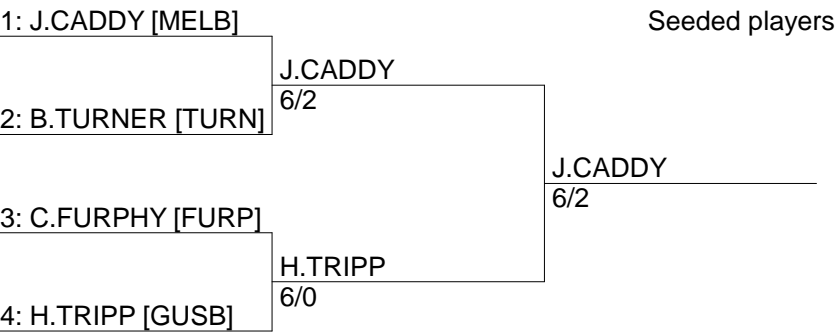 1: J.CADDY [MELB]
Seeded players
J.CADDY
6/2
2: B.TURNER [TURN]
J.CADDY
6/2
3: C.FURPHY [FURP]
H.TRIPP
6/0
4: H.TRIPP [GUSB]